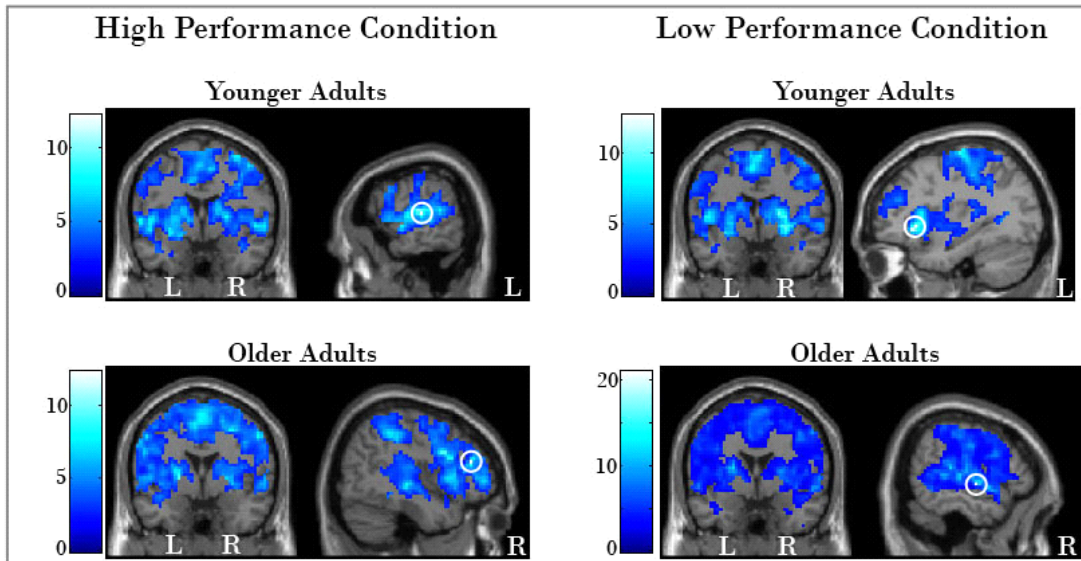 High Performance Condition
Low Performance Condition
Younger Adults
10
5
0
L
R
L
Younger Adults
10
5
0
L
R
L
Older Adults
10
5
0
L
R
R
Older Adults
20
10
0
L
R
R